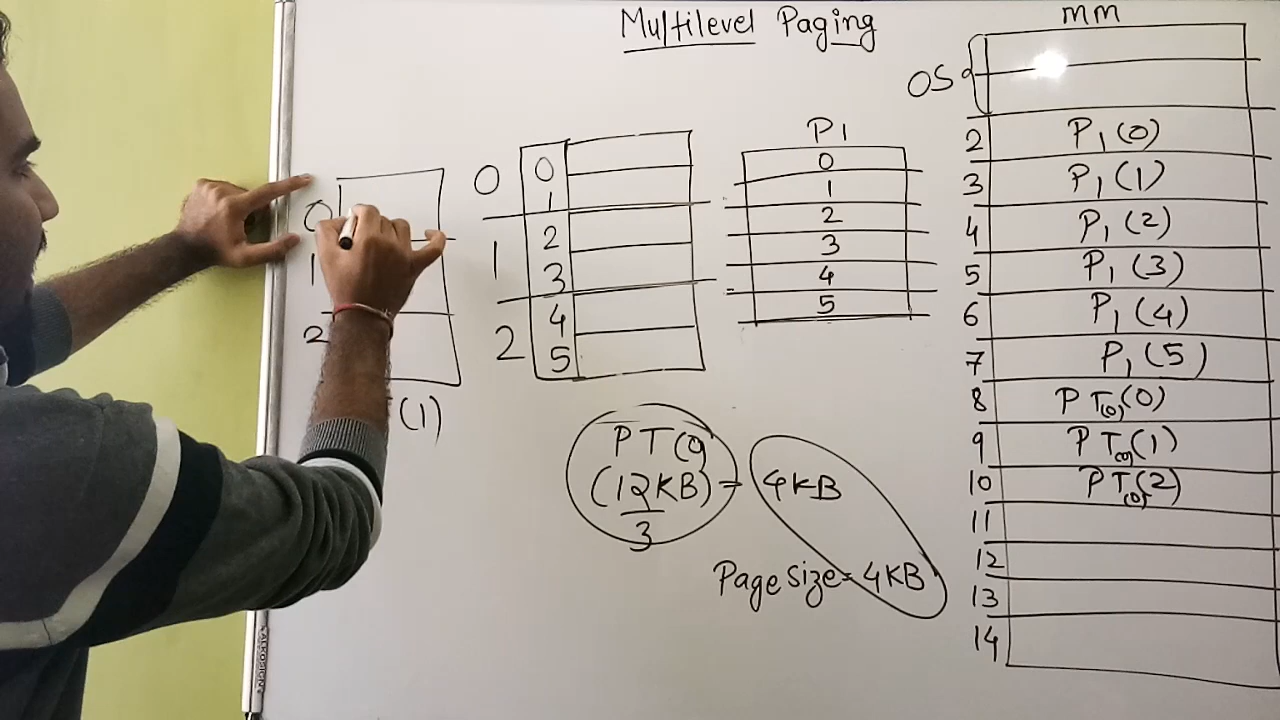 Multilevel Paging
0
1
2
(1)
0
1
2
0
1
2
3
4
5
P1
0
1
2
3
4
5
PT(0
(12KB) = 4KB
3
Page size = 4KB
mm
OS
2 P1(0)
3 P1(1)
4 P1(2)
5 P1(3)
6 P1(4)
7 P1(5)
8 PT(0)(0)
9 PT(0)(1)
10 PT(0)(2)
11
12
13
14